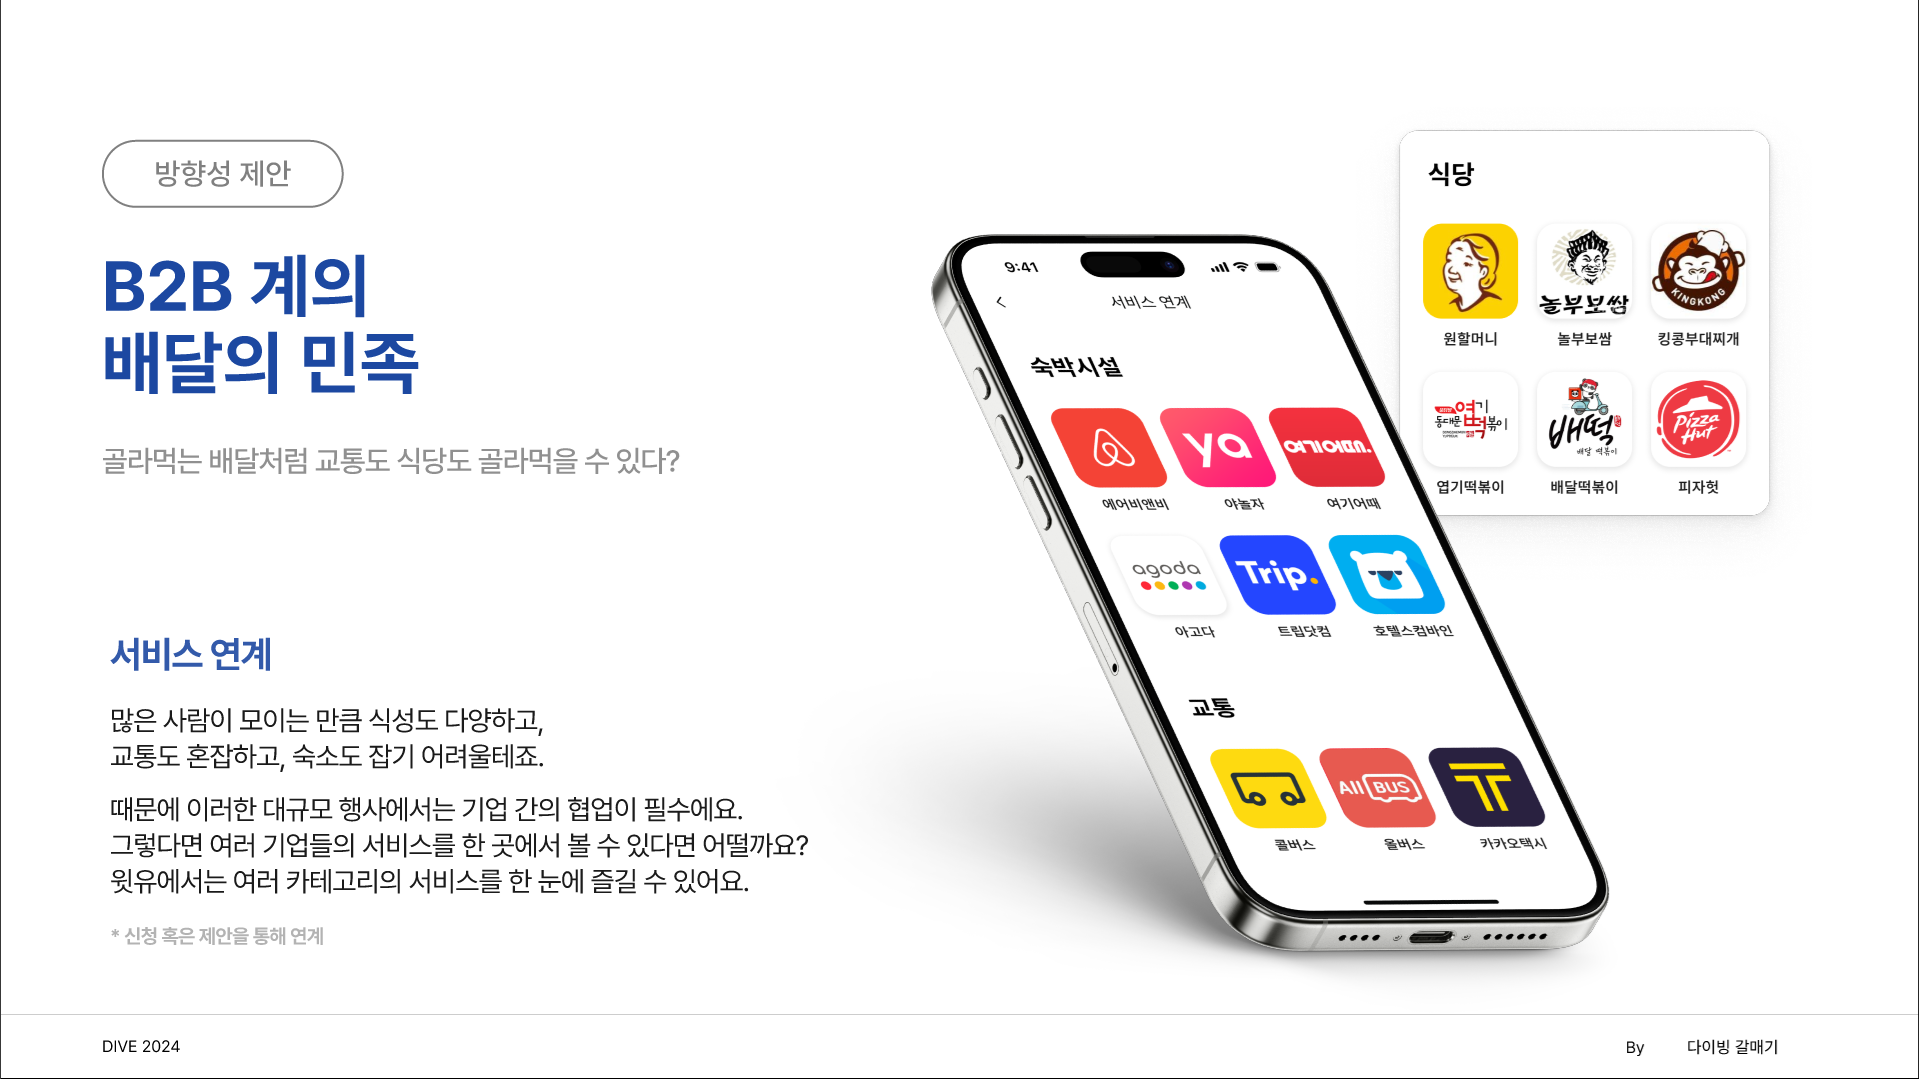 방향성 제안
B2B 계의
배달의 민족
골라먹는 배달처럼 교통도 식당도 골라먹을 수 있다?
서비스 연계
많은 사람이 모이는 만큼 식성도 다양하고,
교통도 혼잡하고, 숙소도 잡기 어려울테죠.
때문에 이러한 대규모 행사에서는 기업 간의 협업이 필수에요.
그렇다면 여러 기업들의 서비스를 한 곳에서 볼 수 있다면 어떨까요?
윗유에서는 여러 카테고리의 서비스를 한 눈에 즐길 수 있어요.
* 신청 혹은 제안을 통해 연계
9:41
서비스 연계
숙박시설
ya
여기어때.
에어비앤비
야놀자
여기어때
agoda
Trip.
아고다
트립닷컴
호텔스컴바인
교통
All BUS
T
콜버스
올버스
카카오택시
식당
놀부보쌈
KINGKONG
원할머니
놀부보쌈
킹콩부대찌개
동대문 엽기떡볶이
배떡
배달 떡볶이
Pizza Hut
엽기떡볶이
배달떡볶이
피자헛
DIVE 2024
By 다이빙 갈매기